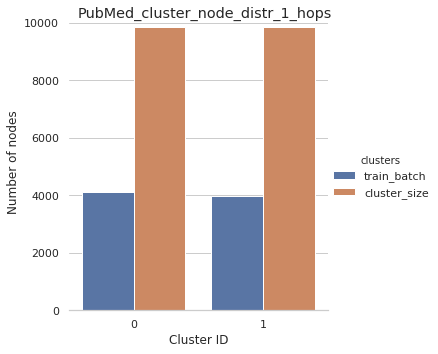 PubMed_cluster_node_distr_1_hops
10000
8000
6000
4000
2000
0
Number of nodes
0
1
Cluster ID
clusters
train_batch
cluster_size